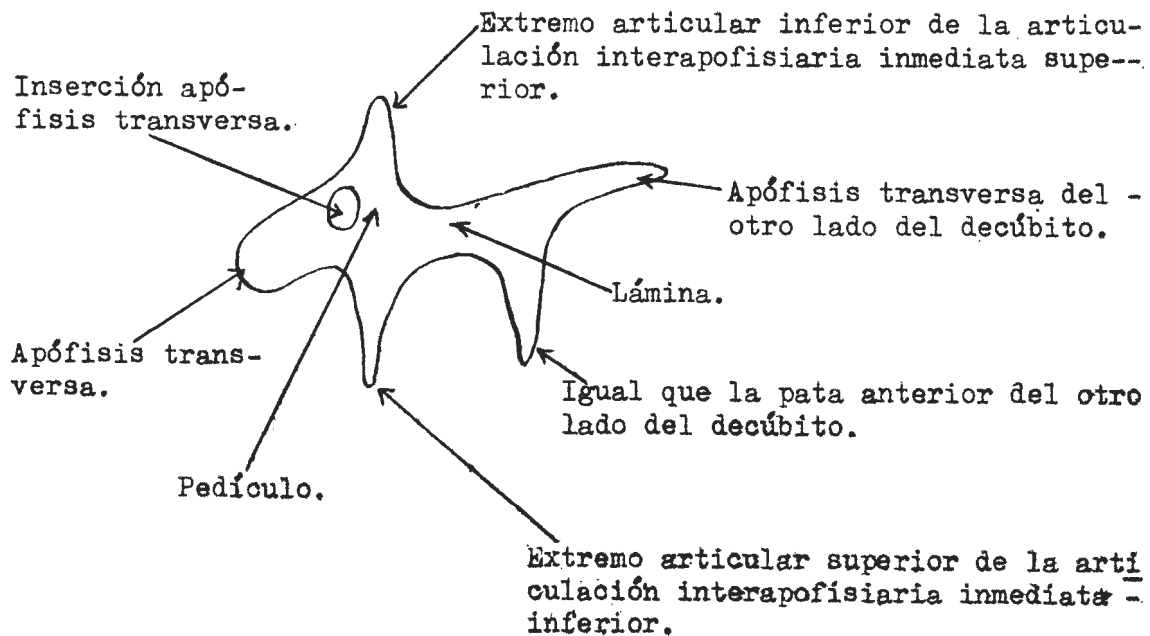 Extremo articular inferior de la articu-
lación interapofisiaria inmediata supe--
rior.
Inserción apó-
fisis transversa.
Apófisis transversa del -
otro lado del decúbito.
Lámina.
Apófisis trans-
versa.
Igual que la pata anterior del otro
lado del decúbito.
Pedículo.
Extremo articular superior de la arti
culación interapofisiaria inmediata -
inferior.